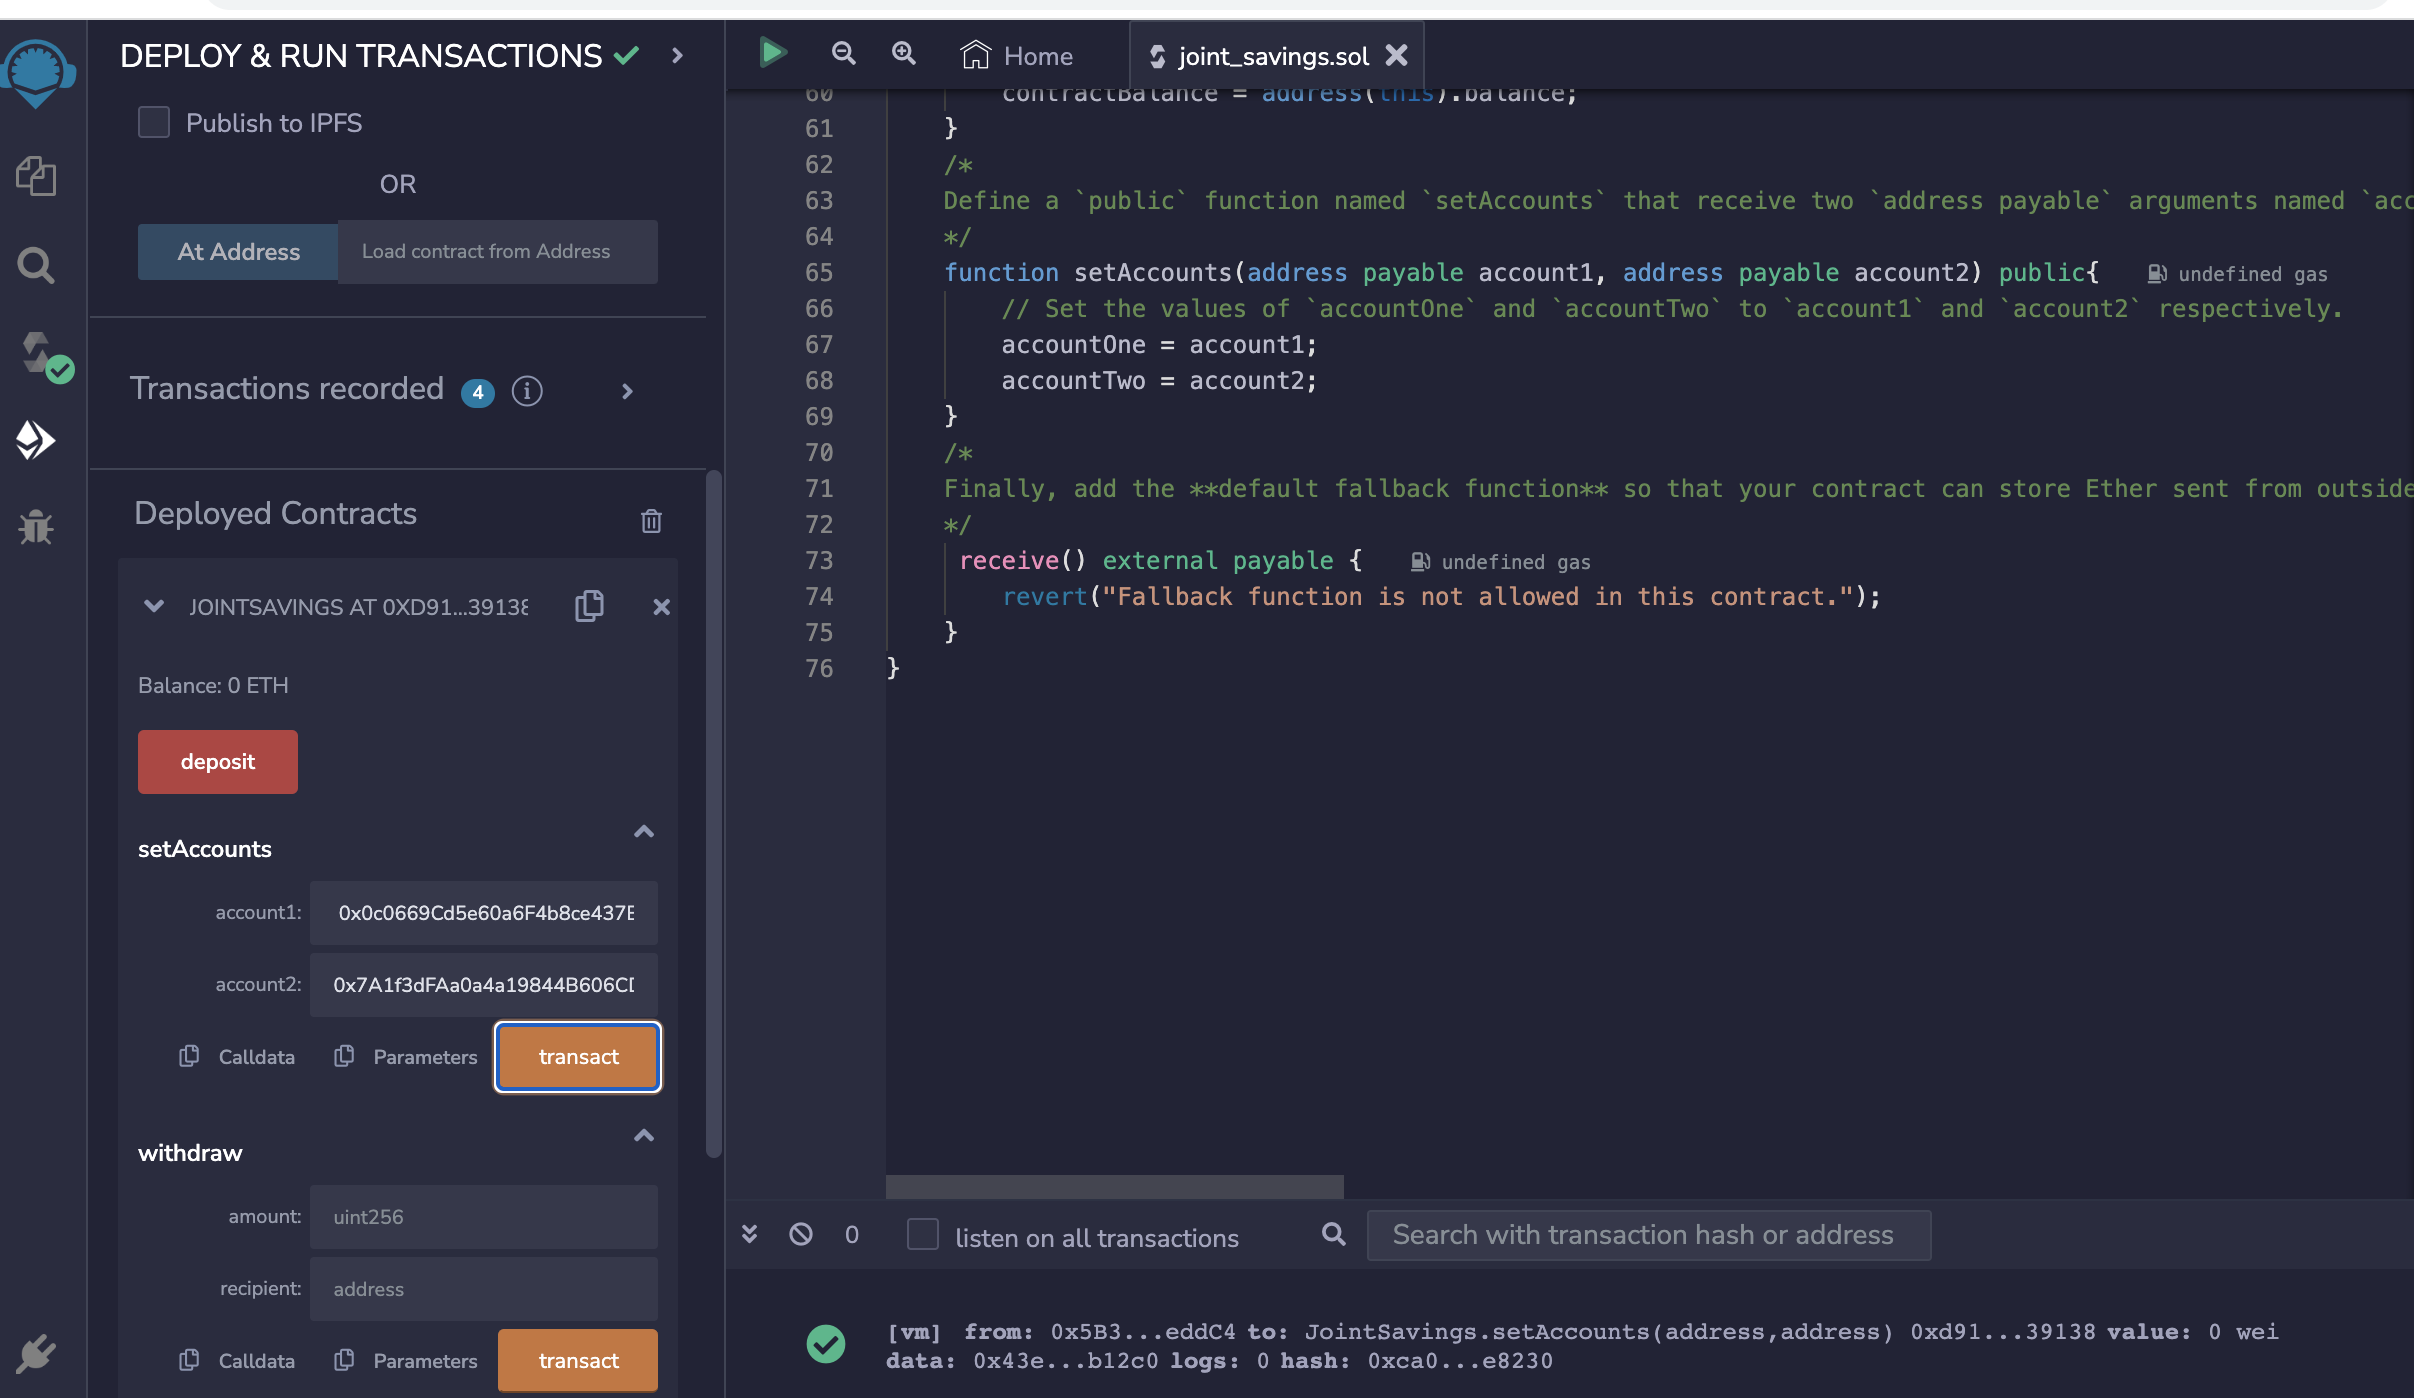 DEPLOY & RUN TRANSACTIONS
Publish to IPFS
OR
At Address
Load contract from Address
Transactions recorded 4
Deployed Contracts
JOINTSAVINGS AT 0XD91...39138
Balance: 0 ETH
deposit
setAccounts
account1: 0x0c0669Cd5e60a6F4b8ce437E
account2: 0x7A1f3dFAa0a4a19844B606CD
Calldata Parameters transact
withdraw
amount: uint256
recipient: address
Calldata Parameters transact
Home joint_savings.sol
60 contractBalance = address(this).balance;
61 }
62 /*
63 Define a `public` function named `setAccounts` that receive two `address payable` arguments named `acc
64 */
65 function setAccounts(address payable account1, address payable account2) public{ undefined gas
66 // Set the values of `accountOne` and `accountTwo` to `account1` and `account2` respectively.
67 accountOne = account1;
68 accountTwo = account2;
69 }
70 /*
71 Finally, add the **default fallback function** so that your contract can store Ether sent from outside
72 */
73 receive() external payable { undefined gas
74 revert("Fallback function is not allowed in this contract.");
75 }
76 }
0 listen on all transactions Search with transaction hash or address
[vm] from: 0x5B3...eddC4 to: JointSavings.setAccounts(address,address) 0xd91...39138 value: 0 wei
data: 0x43e...b12c0 logs: 0 hash: 0xca0...e8230